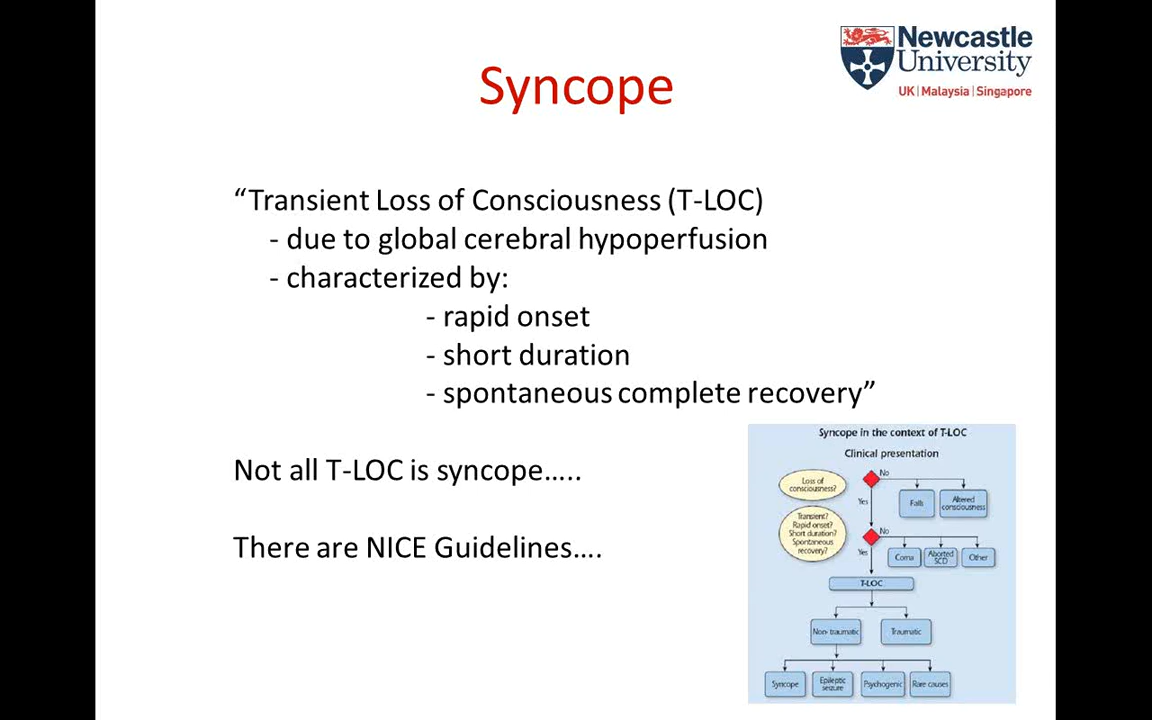 Newcastle
University
UK | Malaysia | Singapore
Syncope
“Transient Loss of Consciousness (T-LOC)
- due to global cerebral hypoperfusion
- characterized by:
- rapid onset
- short duration
- spontaneous complete recovery”
Not all T-LOC is syncope…..
There are NICE Guidelines….
Syncope in the context of T-LOC
Clinical presentation
Loss of
consciousness?
No
Yes
Falls
Altered
consciousness
Transient?
Rapid onset?
Short duration?
Spontaneous
recovery?
No
Yes
Coma
Aborted
SCD
Other
T-LOC
Non-traumatic
Traumatic
Syncope
Epileptic
seizure
Psychogenic
Rare causes